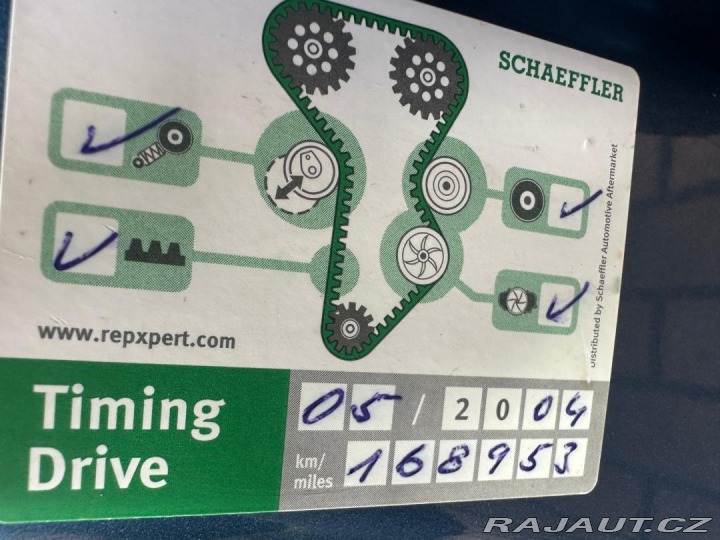 SCHAEFFLER
Distributed by Schaeffler Automotive Aftermarket
www.repxpert.com
Timing
Drive
05 / 2004
km/
miles
168953
RAJAUT.CZ